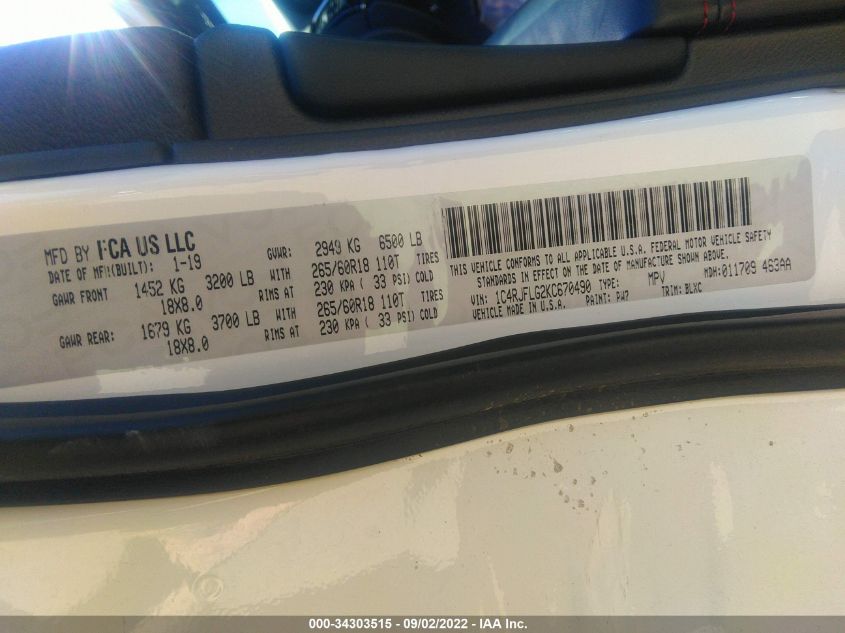 MFD BY FCA US LLC
DATE OF MFR(BUILT): 1-19 GVWR: 2949 KG 6500 LB
GAWR FRONT 1452 KG 3200 LB WITH 265/60R18 110T TIRES
18X8.0 RIMS AT 230 KPA ( 33 PSI) COLD
GAWR REAR: 1679 KG 3700 LB WITH 265/60R18 110T TIRES
18X8.0 RIMS AT 230 KPA ( 33 PSI) COLD
THIS VEHICLE CONFORMS TO ALL APPLICABLE U.S.A. FEDERAL MOTOR VEHICLE SAFETY
STANDARDS IN EFFECT ON THE DATE OF MANUFACTURE SHOWN ABOVE.
VIN: 1C4RJFLG2KC670490 TYPE: MPV MDH: 011709 463AA
VEHICLE MADE IN U.S.A. PAINT: PW7 TRIM: BLXC
000-34303515 - 09/02/2022 - IAA Inc.